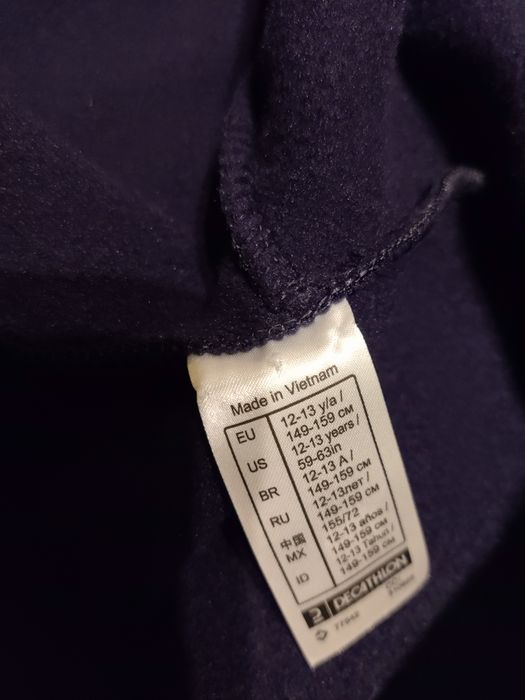 Made in Vietnam
EU 12-13 y/a /
149-159 см
US 12-13 years /
59-63in
BR 12-13 A /
149-159 см
RU 12-13лет /
149-159 см
中国 155/72
MX 12-13 años /
149-159 см
ID 12-13 Tahun /
149-159 см
DECATHLON